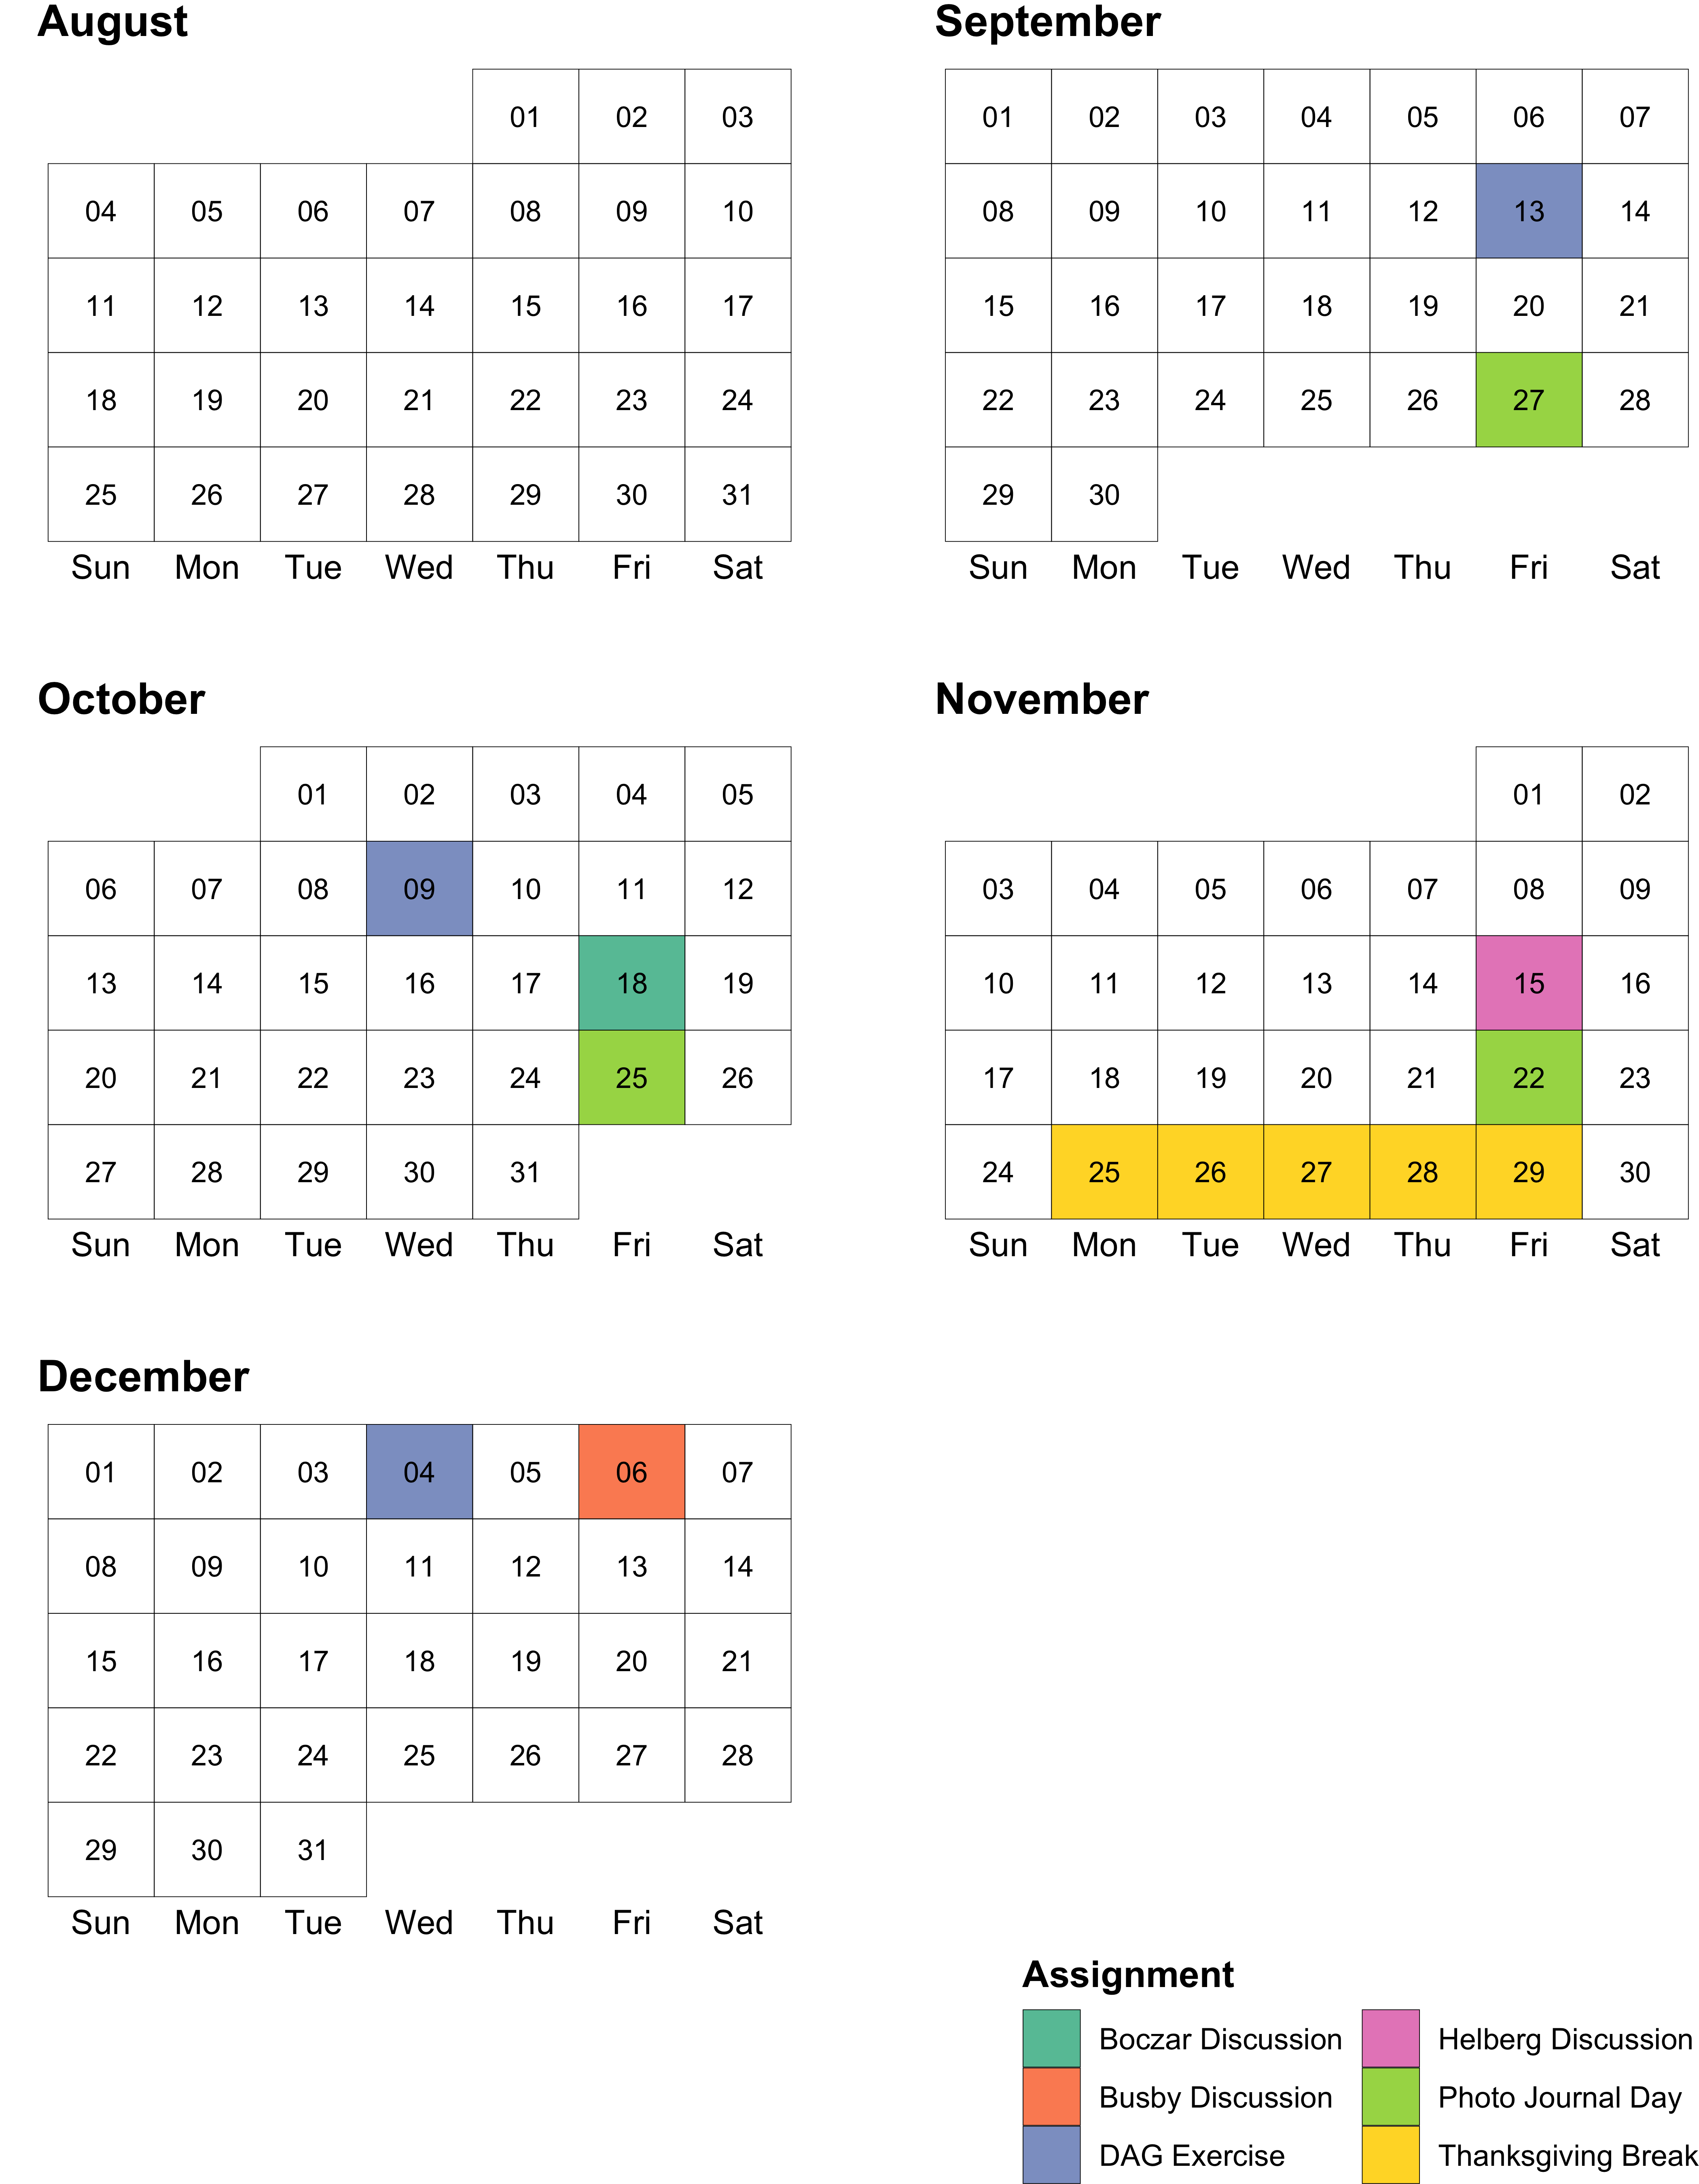 August
01 02 03
04 05 06 07 08 09 10
11 12 13 14 15 16 17
18 19 20 21 22 23 24
25 26 27 28 29 30 31
Sun Mon Tue Wed Thu Fri Sat
September
01 02 03 04 05 06 07
08 09 10 11 12 13 14
15 16 17 18 19 20 21
22 23 24 25 26 27 28
29 30
Sun Mon Tue Wed Thu Fri Sat
October
01 02 03 04 05
06 07 08 09 10 11 12
13 14 15 16 17 18 19
20 21 22 23 24 25 26
27 28 29 30 31
Sun Mon Tue Wed Thu Fri Sat
November
01 02
03 04 05 06 07 08 09
10 11 12 13 14 15 16
17 18 19 20 21 22 23
24 25 26 27 28 29 30
Sun Mon Tue Wed Thu Fri Sat
December
01 02 03 04 05 06 07
08 09 10 11 12 13 14
15 16 17 18 19 20 21
22 23 24 25 26 27 28
29 30 31
Sun Mon Tue Wed Thu Fri Sat
Assignment
Boczar Discussion
Busby Discussion
DAG Exercise
Helberg Discussion
Photo Journal Day
Thanksgiving Break